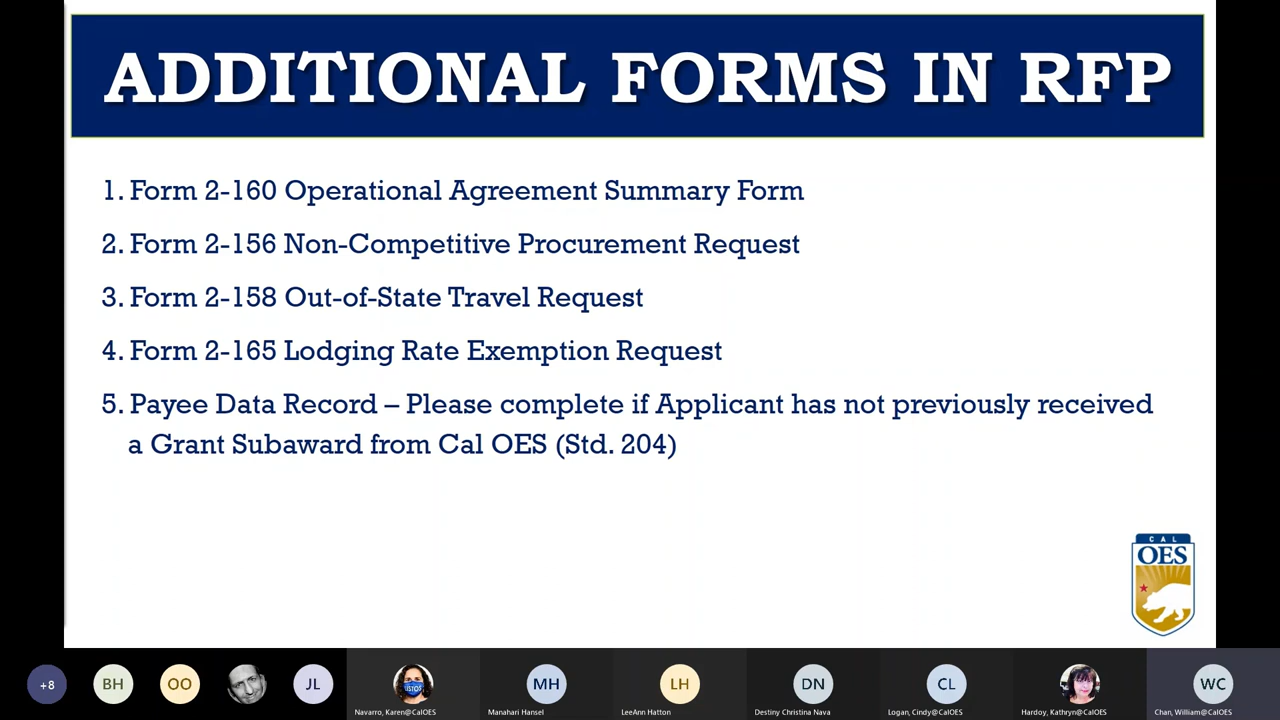 ADDITIONAL FORMS IN RFP
1. Form 2-160 Operational Agreement Summary Form
2. Form 2-156 Non-Competitive Procurement Request
3. Form 2-158 Out-of-State Travel Request
4. Form 2-165 Lodging Rate Exemption Request
5. Payee Data Record – Please complete if Applicant has not previously received
a Grant Subaward from Cal OES (Std. 204)
CAL
OES
+8
BH
OO
JL
MH
LH
DN
CL
WC
Navarro, Karen@CalOES
Manahari Hansel
LeeAnn Hatton
Destiny Christina Nava
Logan, Cindy@CalOES
Hardoy, Kathryn@CalOES
Chan, William@CalOES